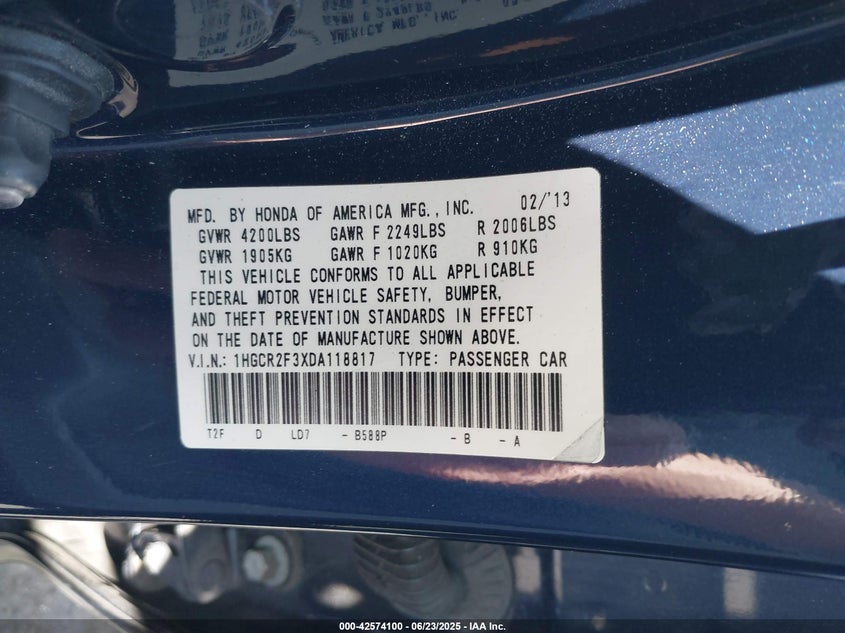 MFD. BY HONDA OF AMERICA MFG., INC. 02/'13
GVWR 4200LBS GAWR F 2249LBS R 2006LBS
GVWR 1905KG GAWR F 1020KG R 910KG
THIS VEHICLE CONFORMS TO ALL APPLICABLE
FEDERAL MOTOR VEHICLE SAFETY, BUMPER,
AND THEFT PREVENTION STANDARDS IN EFFECT
ON THE DATE OF MANUFACTURE SHOWN ABOVE.
V.I.N.: 1HGCR2F3XDA118817 TYPE: PASSENGER CAR
T2F D LD7 - B588P - B - A
000-42574100 - 06/23/2025 - IAA Inc.